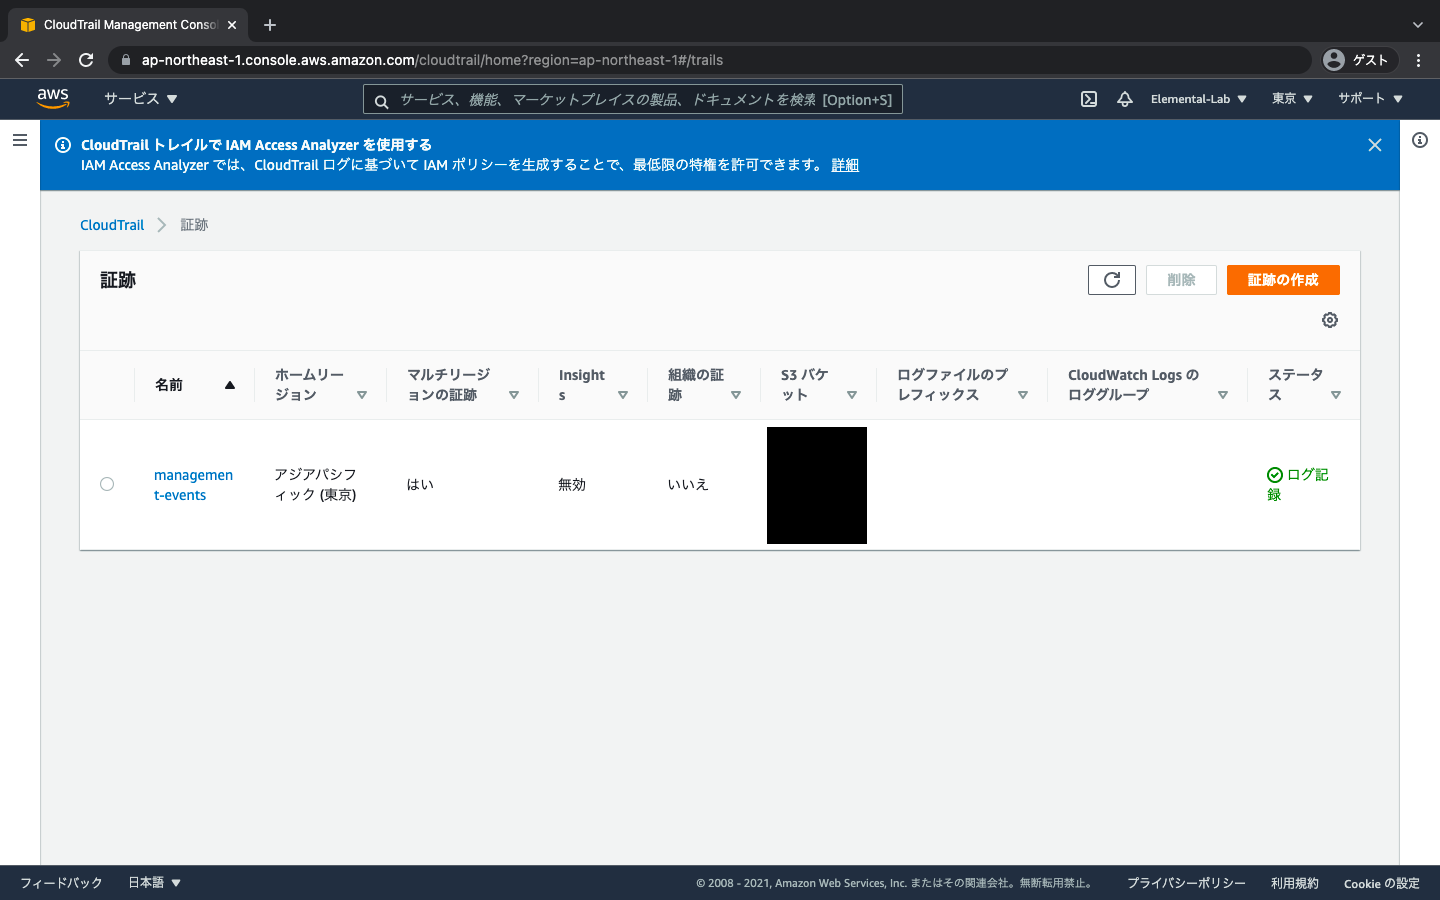 CloudTrail Management Conso
ap-northeast-1.console.aws.amazon.com/cloudtrail/home?region=ap-northeast-1#/trails
ゲスト
aws
サービス
サービス、機能、マーケットプレイスの製品、ドキュメントを検索 [Option+S]
Elemental-Lab
東京
サポート
CloudTrail トレイルで IAM Access Analyzer を使用する
IAM Access Analyzer では、CloudTrail ログに基づいて IAM ポリシーを生成することで、最低限の特権を許可できます。 詳細
CloudTrail
証跡
証跡
削除
証跡の作成
名前
ホームリー
ジョン
マルチリージ
ョンの証跡
Insight
s
組織の証
跡
S3 バケ
ット
ログファイルのプ
レフィックス
CloudWatch Logs の
ロググループ
ステータ
ス
managemen
t-events
アジアパシフ
ィック (東京)
はい
無効
いいえ
ログ記
録
フィードバック
日本語
© 2008 - 2021, Amazon Web Services, Inc. またはその関連会社。無断転用禁止。
プライバシーポリシー
利用規約
Cookie の設定